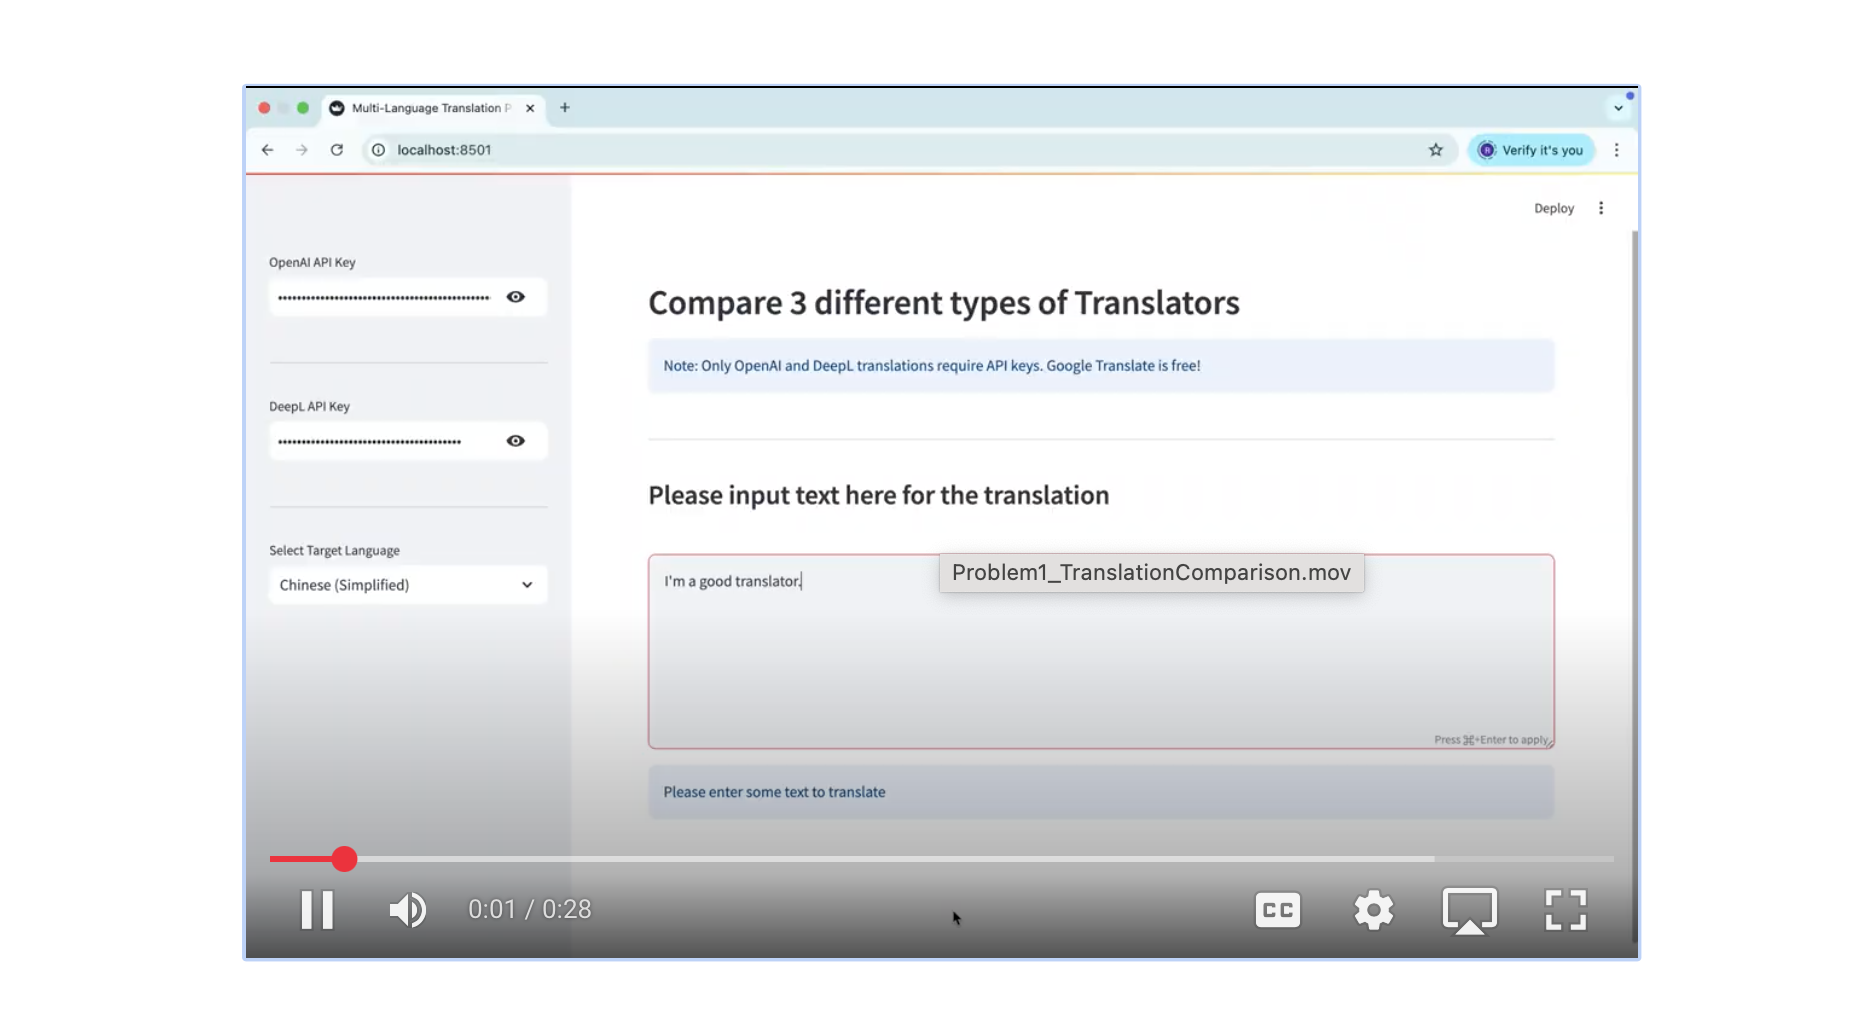 Multi-Language Translation P
localhost:8501
Verify it's you
Deploy
OpenAI API Key
DeepL API Key
Select Target Language
Chinese (Simplified)
Compare 3 different types of Translators
Note: Only OpenAI and DeepL translations require API keys. Google Translate is free!
Please input text here for the translation
I'm a good translator.
Problem1_TranslationComparison.mov
Press ⌘+Enter to apply
Please enter some text to translate
0:01 / 0:28
CC